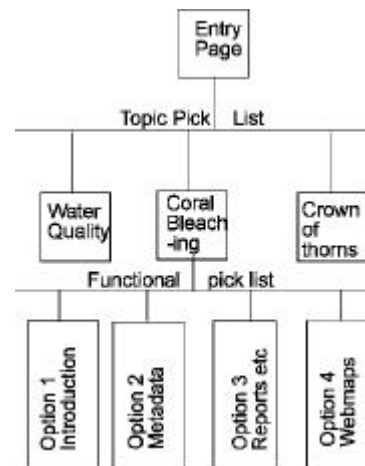 Entry
Page
Topic Pick List
Water
Quality
Coral
Bleach
-ing
Crown
of
thorns
Functional pick list
Option 1
Introduction
Option 2
Metadata
Option 3
Reports etc
Option 4
Webmaps